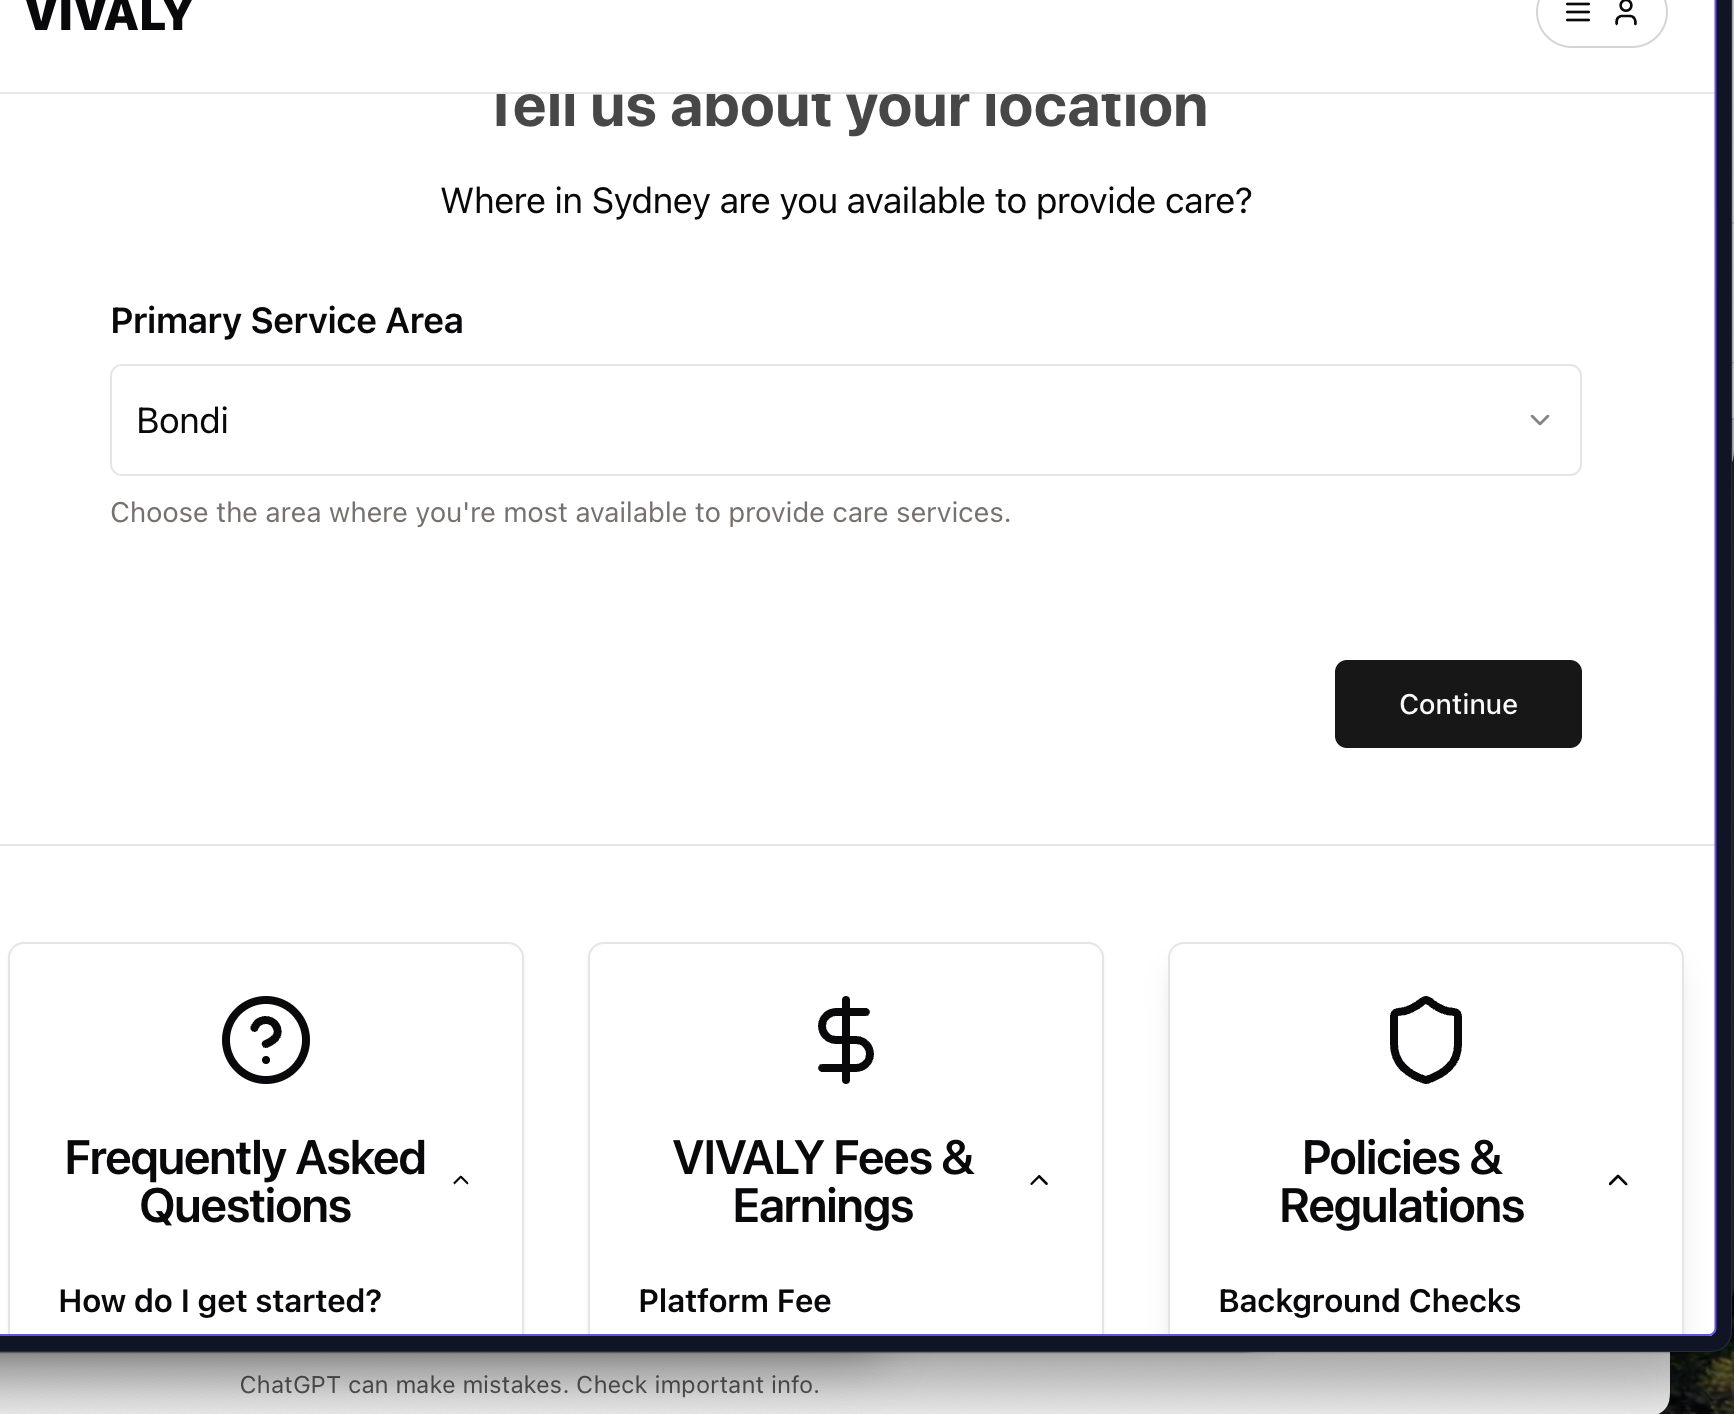 VIVALY
Tell us about your location
Where in Sydney are you available to provide care?
Primary Service Area
Bondi
Choose the area where you're most available to provide care services.
Continue
Frequently Asked
Questions
How do I get started?
VIVALY Fees &
Earnings
Platform Fee
Policies &
Regulations
Background Checks
ChatGPT can make mistakes. Check important info.